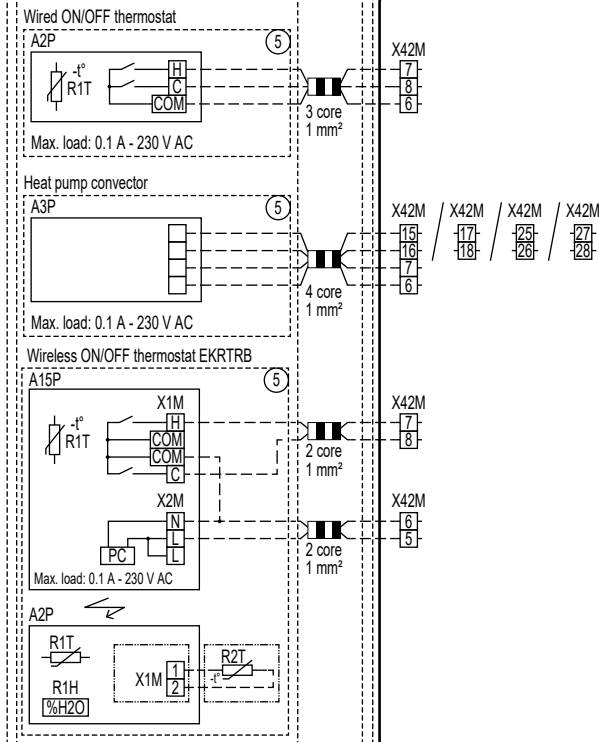 Wired ON/OFF thermostat
A2P
5
X42M
-t°
R1T
H
C
COM
7
8
6
3 core
1 mm²
Max. load: 0.1 A - 230 V AC
Heat pump convector
A3P
5
X42M / X42M / X42M / X42M
15 17 25 27
16 18 26 28
7
6
4 core
1 mm²
Max. load: 0.1 A - 230 V AC
Wireless ON/OFF thermostat EKRTRB
A15P
5
X1M
X42M
-t°
R1T
H
COM
COM
C
7
8
2 core
1 mm²
X2M
X42M
N
L
L
PC
6
5
2 core
1 mm²
Max. load: 0.1 A - 230 V AC
A2P
R1T
R1H
%H2O
X1M
1
2
R2T
-t°